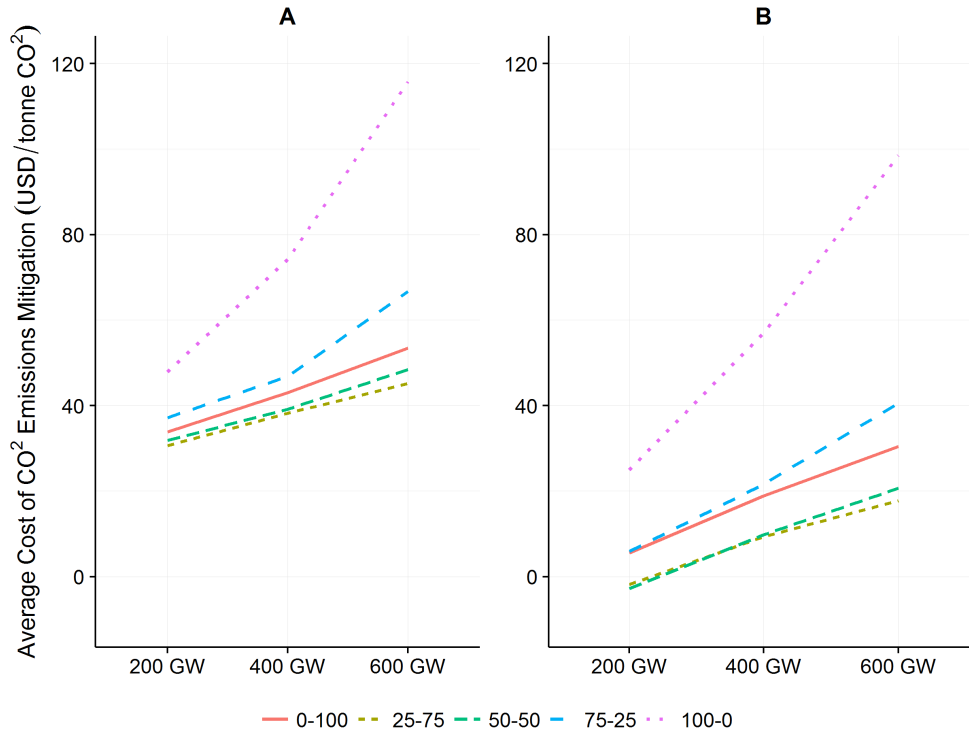 A B
Average Cost of CO² Emissions Mitigation (USD/tonne CO²)
120 120
80 80
40 40
0 0
200 GW 400 GW 600 GW 200 GW 400 GW 600 GW
0-100 25-75 50-50 75-25 100-0